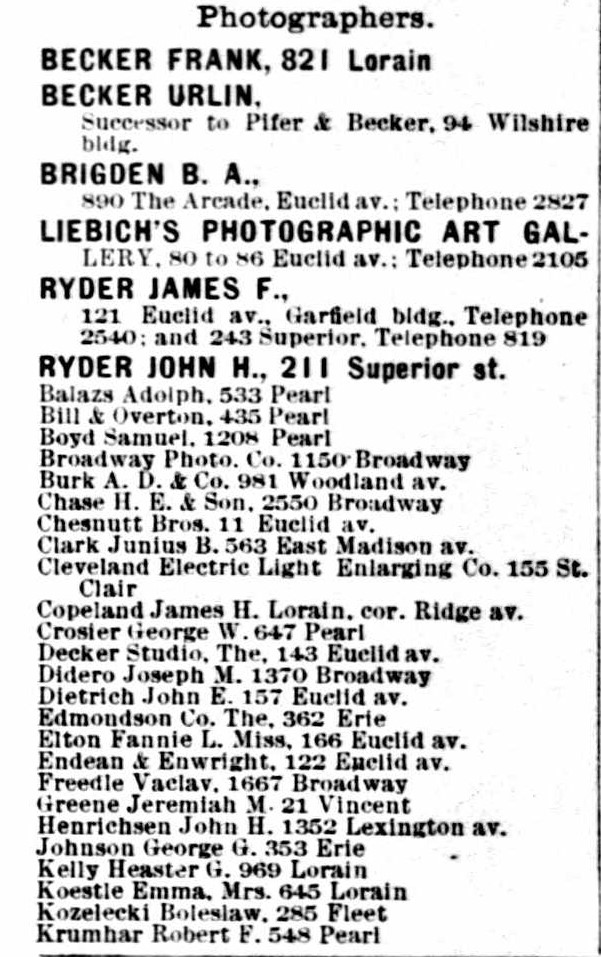 Photographers.
BECKER FRANK, 821 Lorain
BECKER URLIN,
Successor to Pifer & Becker, 94 Wilshire
bldg.
BRIGDEN B. A.,
890 The Arcade, Euclid av.; Telephone 2827
LIEBICH'S PHOTOGRAPHIC ART GAL-
LERY, 80 to 86 Euclid av.; Telephone 2105
RYDER JAMES F.,
121 Euclid av., Garfield bldg., Telephone
2540; and 243 Superior, Telephone 819
RYDER JOHN H., 211 Superior st.
Balazs Adolph, 533 Pearl
Bill & Overton, 435 Pearl
Boyd Samuel, 1208 Pearl
Broadway Photo. Co. 1150 Broadway
Burk A. D. & Co. 981 Woodland av.
Chase H. E. & Son, 2550 Broadway
Chesnutt Bros. 11 Euclid av.
Clark Junius B. 563 East Madison av.
Cleveland Electric Light Enlarging Co. 155 St.
Clair
Copeland James H. Lorain, cor. Ridge av.
Crosier George W. 647 Pearl
Decker Studio, The, 143 Euclid av.
Didero Joseph M. 1370 Broadway
Dietrich John E. 157 Euclid av.
Edmondson Co. The, 362 Erie
Elton Fannie L. Miss, 166 Euclid av.
Endean & Enwright, 122 Euclid av.
Freedle Vaclav, 1667 Broadway
Greene Jeremiah M. 21 Vincent
Henrichsen John H. 1352 Lexington av.
Johnson George G. 353 Erie
Kelly Heaster G. 969 Lorain
Koestle Emma, Mrs. 645 Lorain
Kozelecki Boleslaw, 285 Fleet
Krumhar Robert F. 548 Pearl